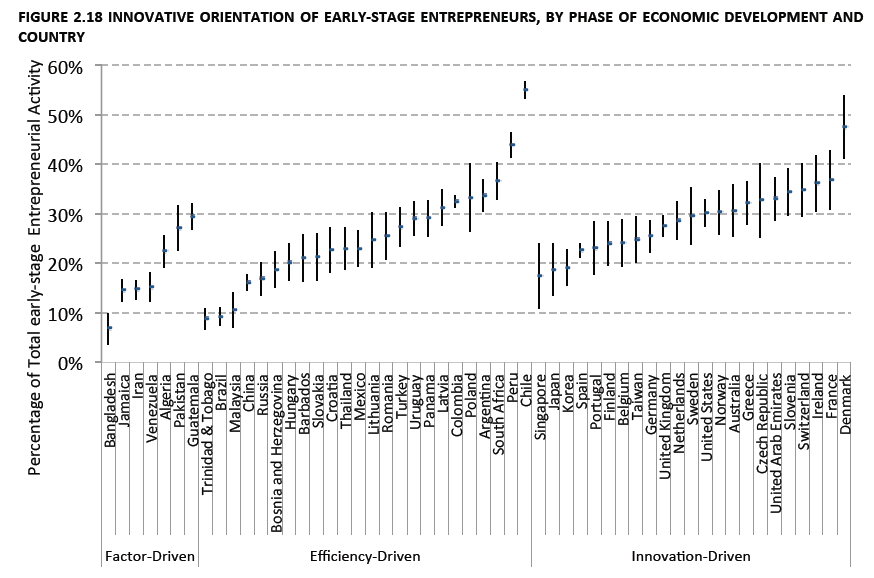 FIGURE 2.18 INNOVATIVE ORIENTATION OF EARLY-STAGE ENTREPRENEURS, BY PHASE OF ECONOMIC DEVELOPMENT AND
COUNTRY
Percentage of Total early-stage Entrepreneurial Activity
60%
50%
40%
30%
20%
10%
0%
Bangladesh
Jamaica
Iran
Venezuela
Algeria
Pakistan
Guatemala
Trinidad & Tobago
Brazil
Malaysia
China
Russia
Bosnia and Herzegovina
Hungary
Barbados
Slovakia
Croatia
Thailand
Mexico
Lithuania
Romania
Turkey
Uruguay
Panama
Latvia
Colombia
Poland
Argentina
South Africa
Peru
Chile
Singapore
Japan
Korea
Spain
Portugal
Finland
Belgium
Taiwan
Germany
United Kingdom
Netherlands
Sweden
United States
Norway
Australia
Greece
Czech Republic
United Arab Emirates
Slovenia
Switzerland
Ireland
France
Denmark
Factor-Driven
Efficiency-Driven
Innovation-Driven